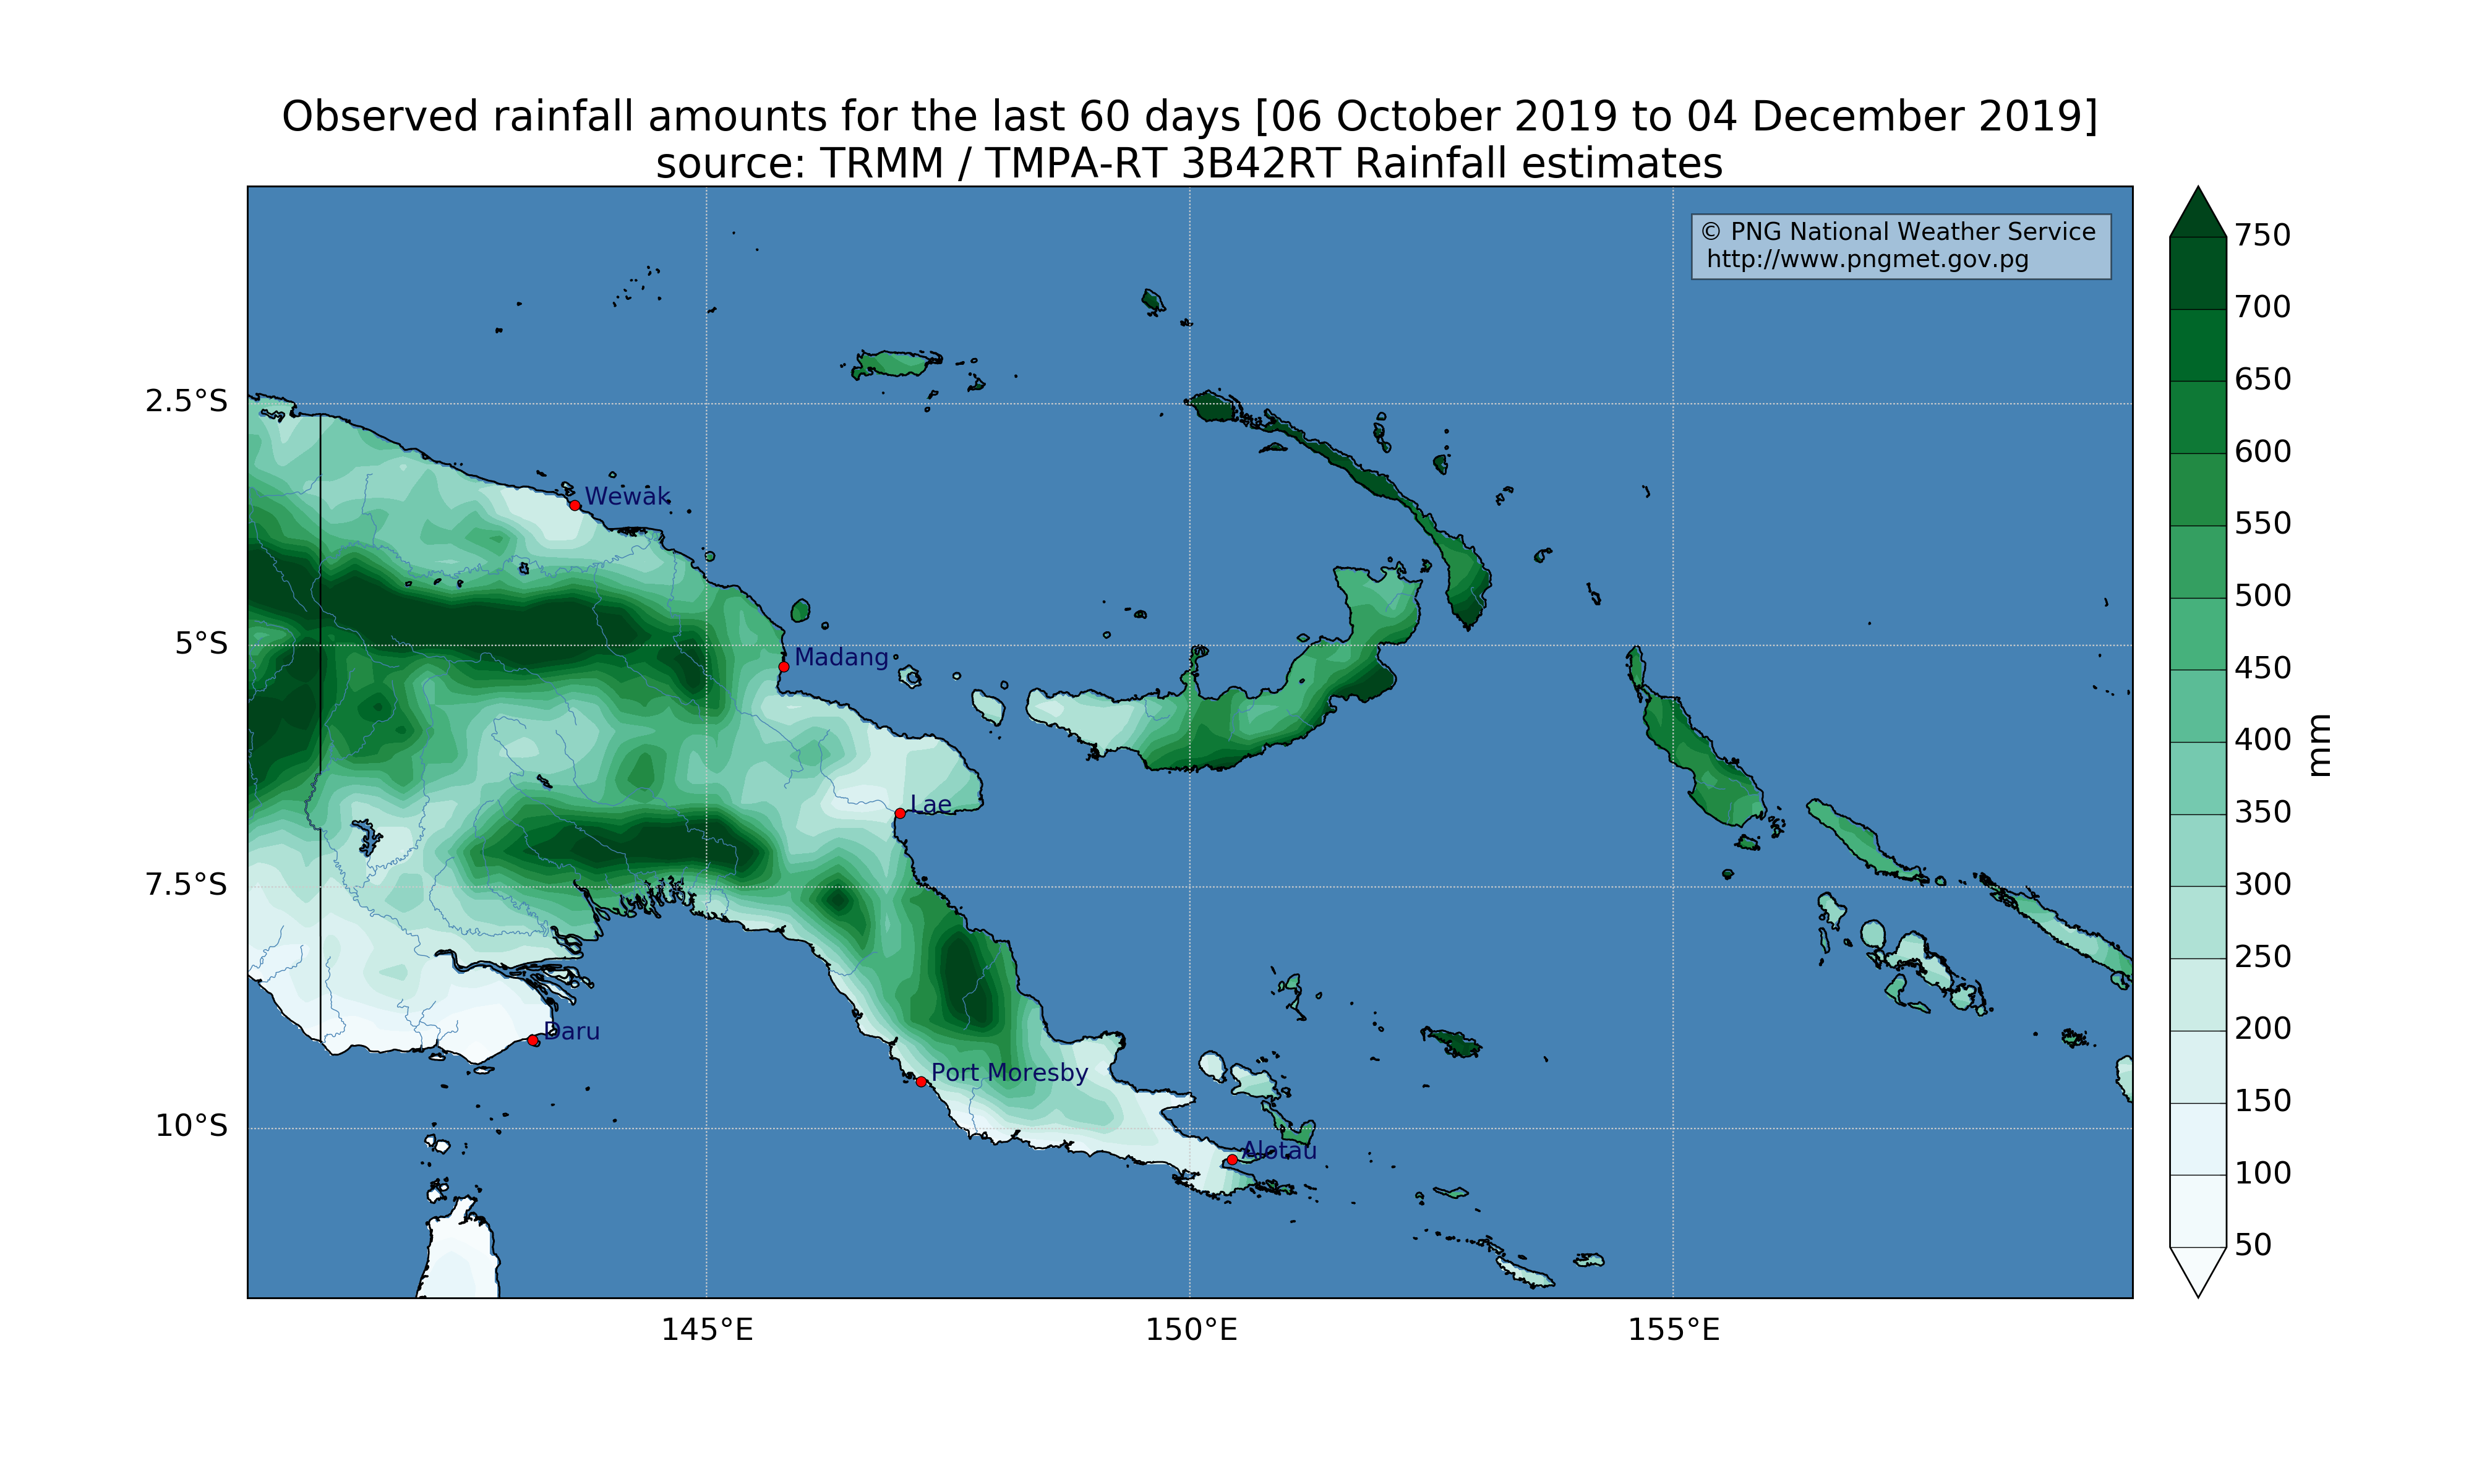 Observed rainfall amounts for the last 60 days [06 October 2019 to 04 December 2019]
source: TRMM / TMPA-RT 3B42RT Rainfall estimates
© PNG National Weather Service
http://www.pngmet.gov.pg
2.5°S
5°S
7.5°S
10°S
Wewak
Madang
Lae
Daru
Port Moresby
Alotau
145°E
150°E
155°E
750
700
650
600
550
500
450
400
350
300
250
200
150
100
50
mm